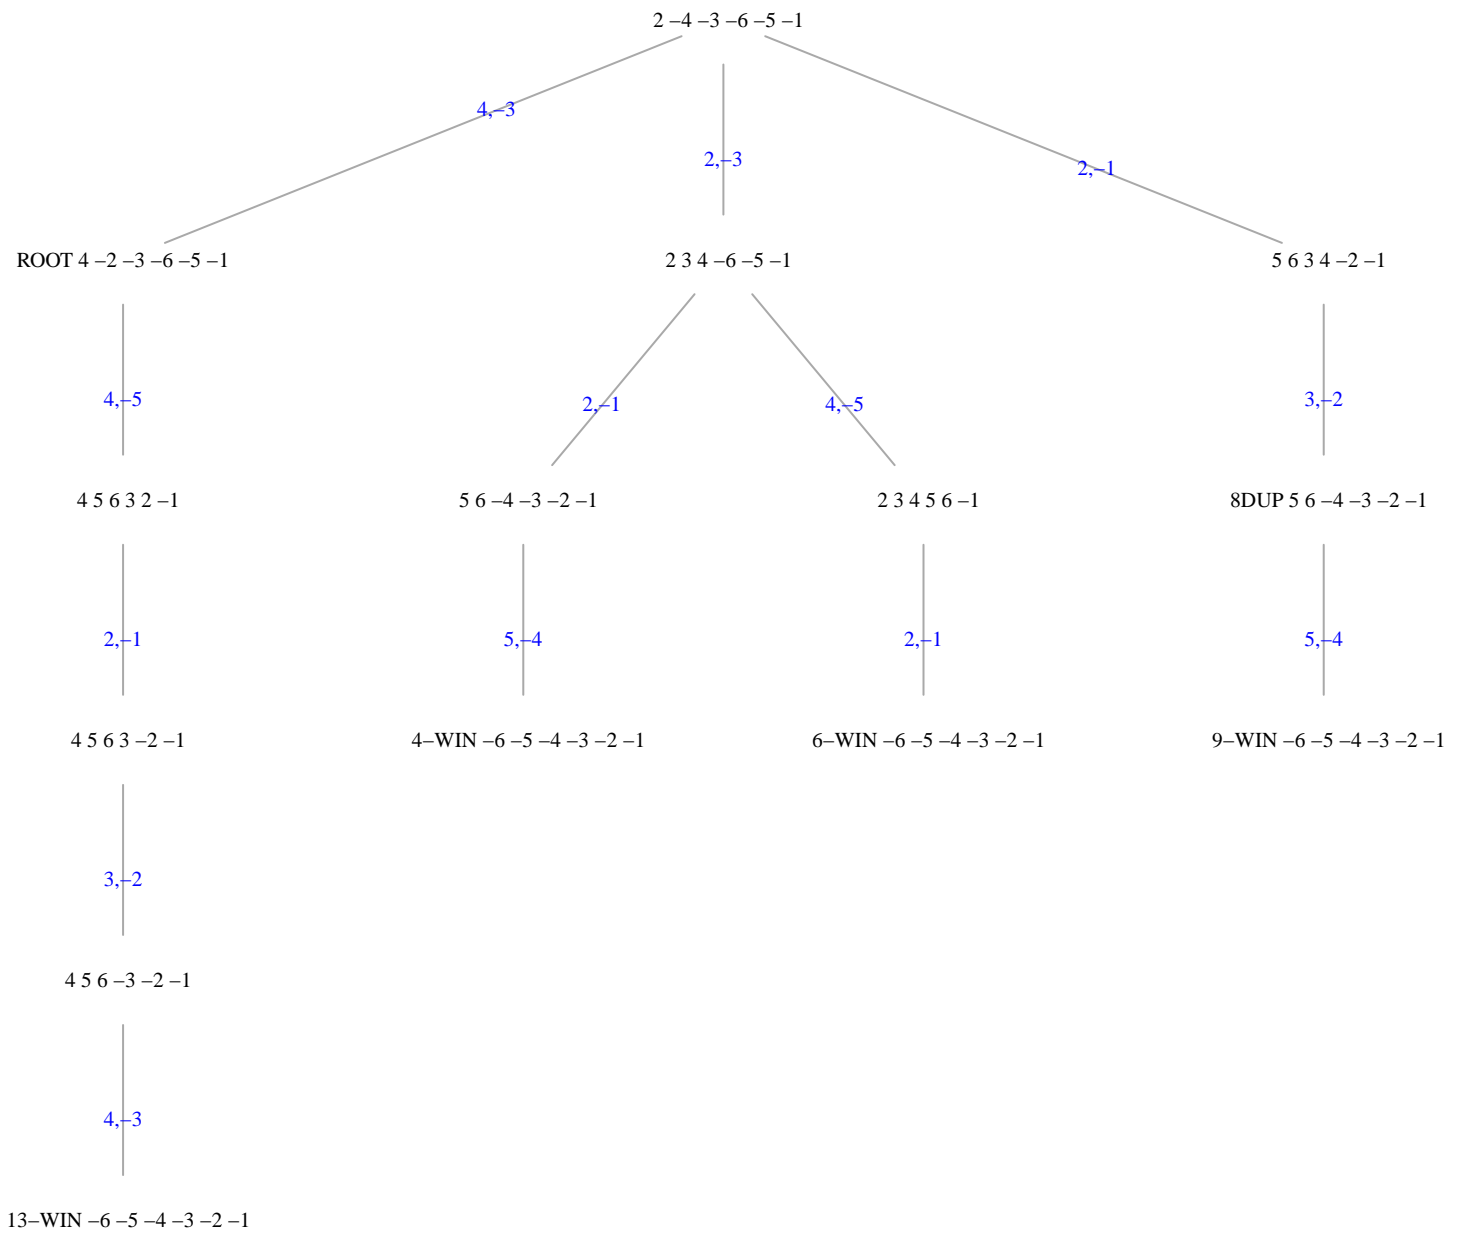 2 –4 –3 –6 –5 –1
4,–3
2,–3
2,–1
ROOT 4 –2 –3 –6 –5 –1
2 3 4 –6 –5 –1
5 6 3 4 –2 –1
4,–5
2,–1
4,–5
3,–2
4 5 6 3 2 –1
5 6 –4 –3 –2 –1
2 3 4 5 6 –1
8DUP 5 6 –4 –3 –2 –1
2,–1
5,–4
2,–1
5,–4
4 5 6 3 –2 –1
4–WIN –6 –5 –4 –3 –2 –1
6–WIN –6 –5 –4 –3 –2 –1
9–WIN –6 –5 –4 –3 –2 –1
3,–2
4 5 6 –3 –2 –1
4,–3
13–WIN –6 –5 –4 –3 –2 –1